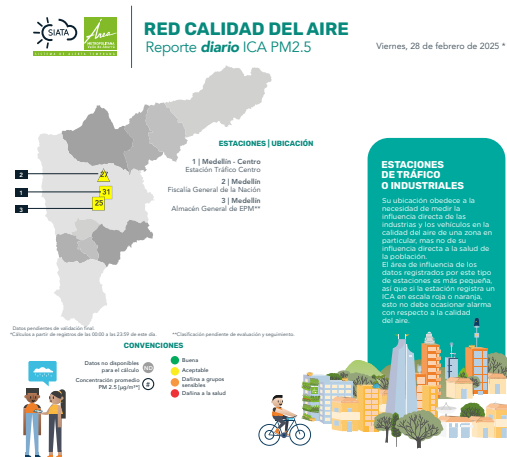 SIATA
Área
METROPOLITANA
Valle de Aburrá
RED CALIDAD DEL AIRE
Reporte diario ICA PM2.5
Viernes, 28 de febrero de 2025 *
ESTACIONES | UBICACIÓN
1 | Medellín - Centro
Estación Tráfico Centro
2 | Medellín
Fiscalía General de la Nación
3 | Medellín
Almacén General de EPM**
2
27
1
31
25
3
ESTACIONES
DE TRÁFICO
O INDUSTRIALES
Su ubicación obedece a la
necesidad de medir la
influencia directa de las
industrias y los vehículos en la
calidad del aire de una zona en
particular, mas no de su
influencia directa a la salud de
la población.
El área de influencia de los
datos registrados por este tipo
de estaciones es más pequeña,
así que si la estación registra un
ICA en escala roja o naranja,
esto no debe ocasionar alarma
con respecto a la calidad
del aire.
Datos pendientes de validación final
*Cálculos a partir de registros de las 00:00 a las 23:59 de este día.
**Clasificación pendiente de evaluación y seguimiento.
CONVENCIONES
Datos no disponibles
para el cálculo
ND
Concentración promedio
PM 2.5 [µg/m³]
#
Buena
Aceptable
Dañina a grupos
sensibles
Dañina a la salud